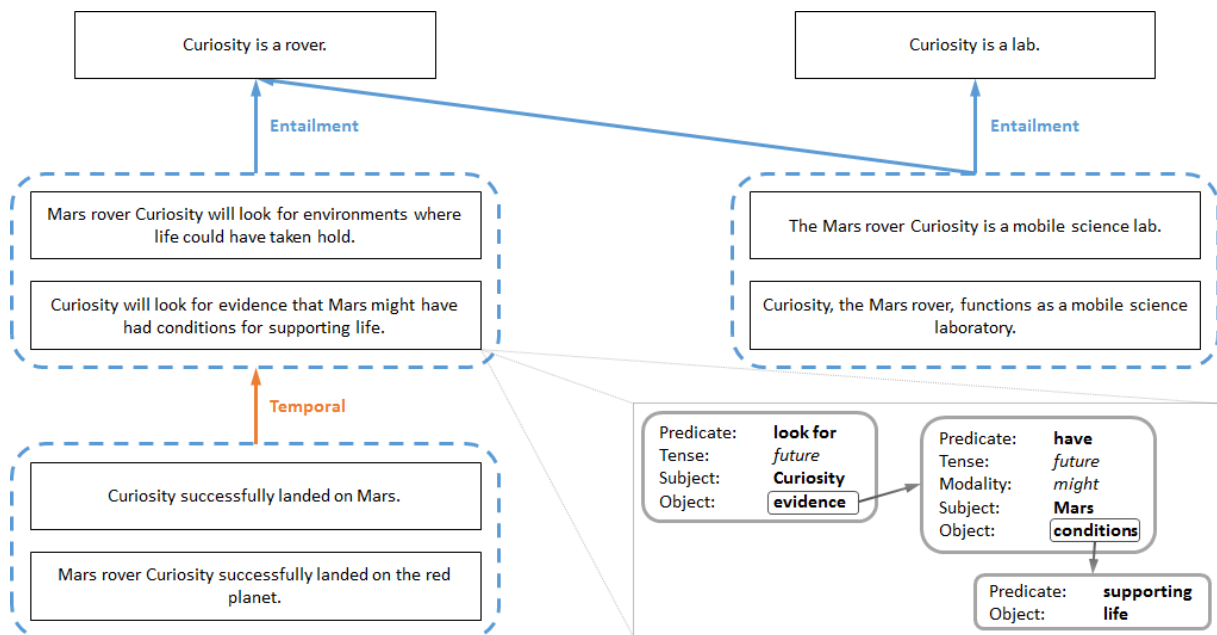 Curiosity is a rover.
Curiosity is a lab.
Entailment
Entailment
Mars rover Curiosity will look for environments where
life could have taken hold.
The Mars rover Curiosity is a mobile science lab.
Curiosity will look for evidence that Mars might have
had conditions for supporting life.
Curiosity, the Mars rover, functions as a mobile science
laboratory.
Temporal
Curiosity successfully landed on Mars.
Mars rover Curiosity successfully landed on the red
planet.
Predicate: look for
Tense: future
Subject: Curiosity
Object: evidence
Predicate: have
Tense: future
Modality: might
Subject: Mars
Object: conditions
Predicate: supporting
Object: life